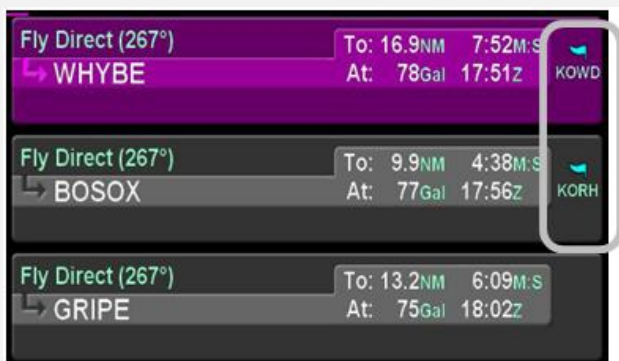 Fly Direct (267°) To: 16.9NM 7:52M:S
WHYBE At: 78Gal 17:51Z KOWD
Fly Direct (267°) To: 9.9NM 4:38M:S
BOSOX At: 77Gal 17:56Z KORH
Fly Direct (267°) To: 13.2NM 6:09M:S
GRIPE At: 75Gal 18:02Z